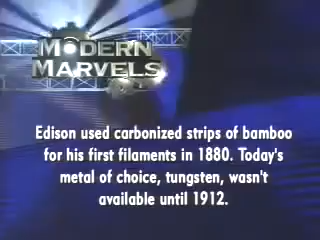 MODERN
MARVELS
Edison used carbonized strips of bamboo
for his first filaments in 1880. Today's
metal of choice, tungsten, wasn't
available until 1912.